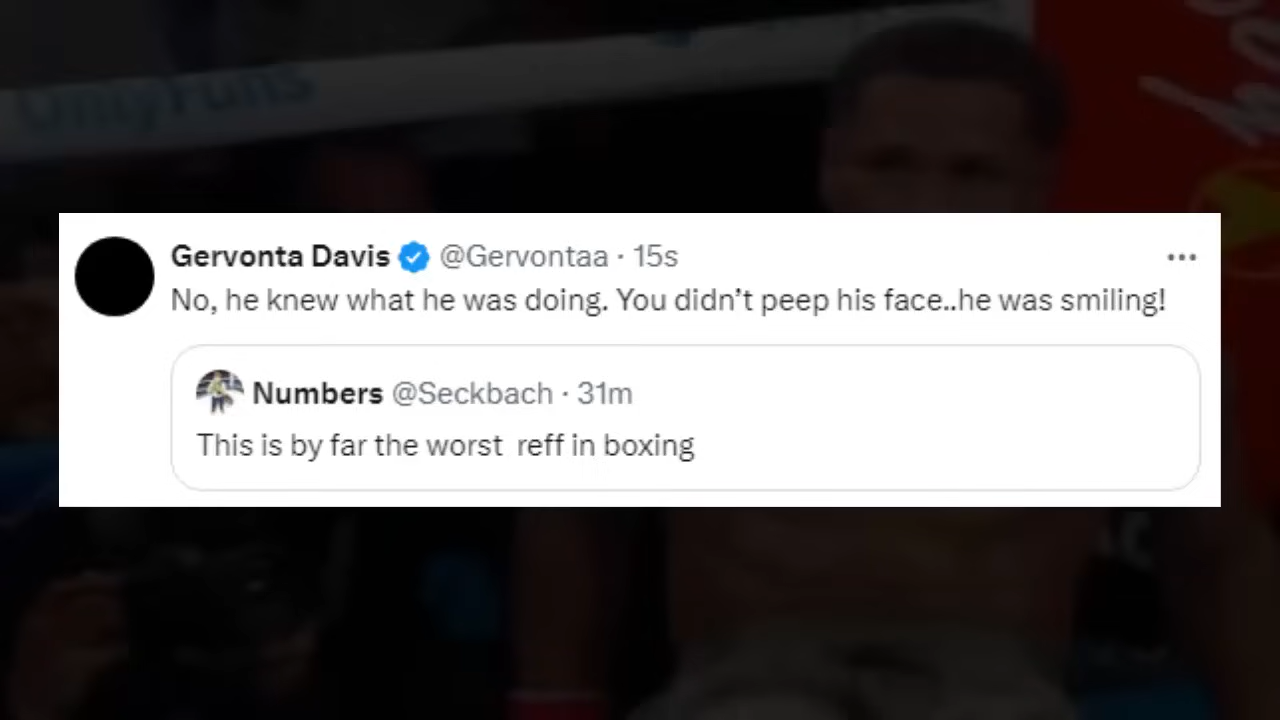 OnlyFans
Gervonta Davis @Gervontaa · 15s
No, he knew what he was doing. You didn’t peep his face..he was smiling!
Numbers @Seckbach · 31m
This is by far the worst reff in boxing